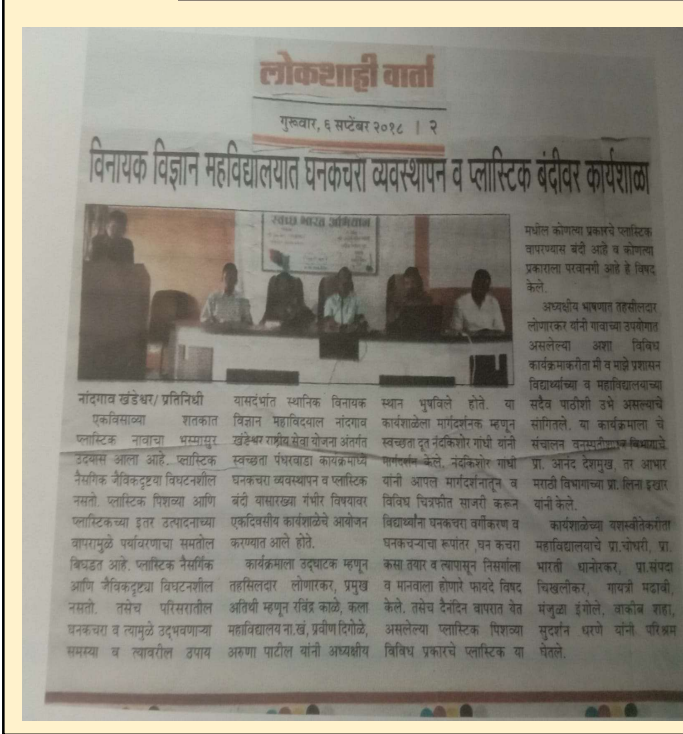 लोकशाही वार्ता
गुरूवार, ६ सप्टेंबर २०१८ | २
विनायक विज्ञान महविद्यालयात घनकचरा व्यवस्थापन व प्लास्टिक बंदीवर कार्यशाळा
स्वच्छ भारत अभियान
नांदगाव खंडेश्वर/ प्रतिनिधी
एकविसाव्या शतकात
प्लास्टिक नावाचा भस्मासुर
उदयास आला आहे. प्लास्टिक
नैसगिक जैविकदृष्टया विघटनशील
नसतो. प्लास्टिक पिशव्या आणि
प्लास्टिकच्या इतर उत्पादनाच्या
वापरामुळे पर्यावरणाचा समतोल
बिघडत आहे. प्लास्टिक नैसर्गिक
आणि जैविकदृष्ट्या विघटनशील
नसतो. तसेच परिसरातील
घनकचरा व त्यामुळे उद्भवणाऱ्या
समस्या व त्यावरील उपाय
यासदंर्भात स्थानिक विनायक
विज्ञान महाविदयाल नांदगाव
खंडेश्वर राष्ट्रीय सेवा योजना अंतर्गत
स्वच्छता पंधरवाडा कार्यक्रमाध्ये
घनकचरा व्यवस्थापन व प्लास्टिक
बंदी यासारख्या गंभीर विषयावर
एकदिवसीय कार्यशाळेचे आयोजन
करण्यात आले होते.
कार्यक्रमाला उद्घाटक म्हणून
तहसिलदार लोणारकर, प्रमुख
अतिथी म्हणून रविंद्र काळे, कला
महाविद्यालय ना.खं, प्रवीण दिगोळे,
अरुणा पाटील यांनी अध्यक्षीय
स्थान भुषविले होते. या
कार्यशाळेला मार्गदर्शनक म्हणून
स्वच्छता दूत नंदकिशोर गांधी यांनी
मार्गदर्शन केले. नंदकिशोर गांधी
यांनी आपले मार्गदर्शनातून व
विविध चित्रफीत साजरी करून
विद्यार्थ्यांना घनकचरा वर्गीकरण व
घनकचऱ्याचा रूपांतर ,घन कचरा
कसा तयार व त्यापासून निसर्गाला
व मानवाला होणारे फायदे विषद
केले. तसेच दैनंदिन वापरात येत
असलेल्या प्लास्टिक पिशव्या
विविध प्रकारचे प्लास्टिक या
मधील कोणत्या प्रकारचे प्लास्टिक
वापरण्यास बंदी आहे व कोणत्या
प्रकाराला परवानगी आहे हे विषद
केले.
अध्यक्षीय भाषणात तहसीलदार
लोणारकर यांनी गावाच्या उपयोगात
असलेल्या अशा विविध
कार्यक्रमाकरीता मी व माझे प्रशासन
विद्यार्थ्यांच्या व महाविद्यालयाच्या
सदैव पाठीशी उभे असल्याचे
सांगितले. या कार्यक्रमाला चे
संचालन वनस्पतीशास्त्र विभागाचे
प्रा. आनंद देशमुख, तर आभार
मराठी विभागाच्या प्रा. लिना इखार
यांनी केले.
कार्यशाळेच्या यशस्वीतेकरीता
महाविद्यालयाचे प्रा.चोधरी, प्रा.
भारती धानोरकर, प्रा.संपदा
चिखलीकर, गायत्री मढावी,
मंजुळा इंगोले, वाकीब शहा,
सुदर्शन धरणे यांनी परिश्रम
घेतले.